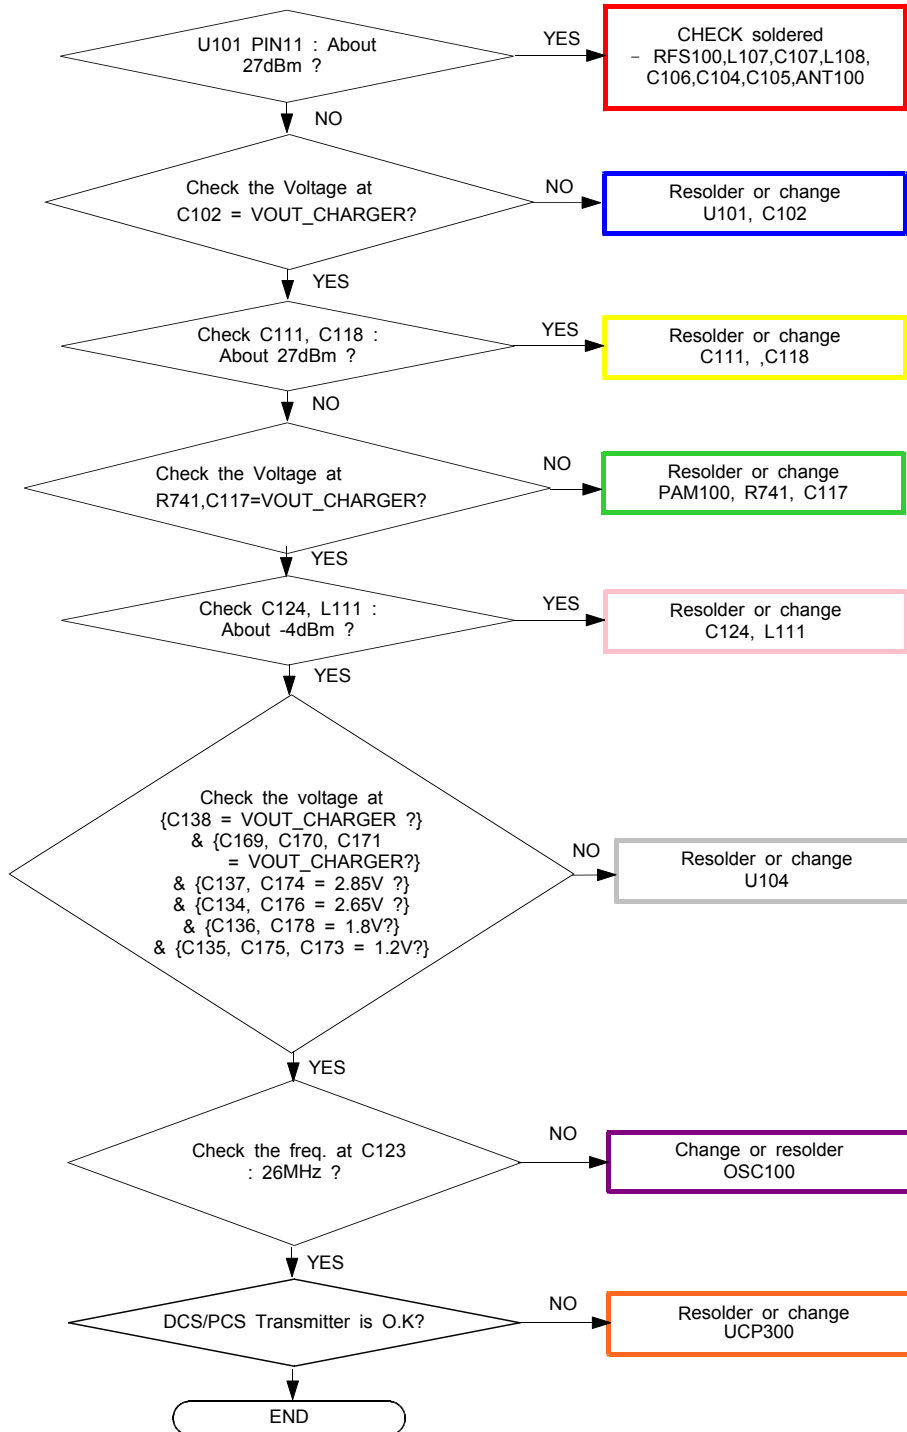 U101 PIN11 : About
27dBm ?
YES
CHECK soldered
– RFS100,L107,C107,L108,
C106,C104,C105,ANT100
NO
Check the Voltage at
C102 = VOUT_CHARGER?
NO
Resolder or change
U101, C102
YES
Check C111, C118 :
About 27dBm ?
YES
Resolder or change
C111, ,C118
NO
Check the Voltage at
R741,C117=VOUT_CHARGER?
NO
Resolder or change
PAM100, R741, C117
YES
Check C124, L111 :
About -4dBm ?
YES
Resolder or change
C124, L111
YES
Check the voltage at
{C138 = VOUT_CHARGER ?}
& {C169, C170, C171
= VOUT_CHARGER?}
& {C137, C174 = 2.85V ?}
& {C134, C176 = 2.65V ?}
& {C136, C178 = 1.8V?}
& {C135, C175, C173 = 1.2V?}
NO
Resolder or change
U104
YES
Check the freq. at C123
: 26MHz ?
NO
Change or resolder
OSC100
YES
DCS/PCS Transmitter is O.K?
NO
Resolder or change
UCP300
END